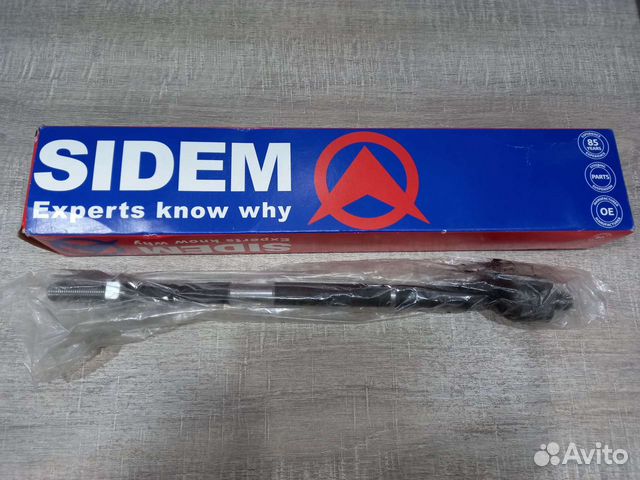 SIDEM
Experts know why
85
YEARS
PARTS
OE
SIDEM
Experts know
why
Avito